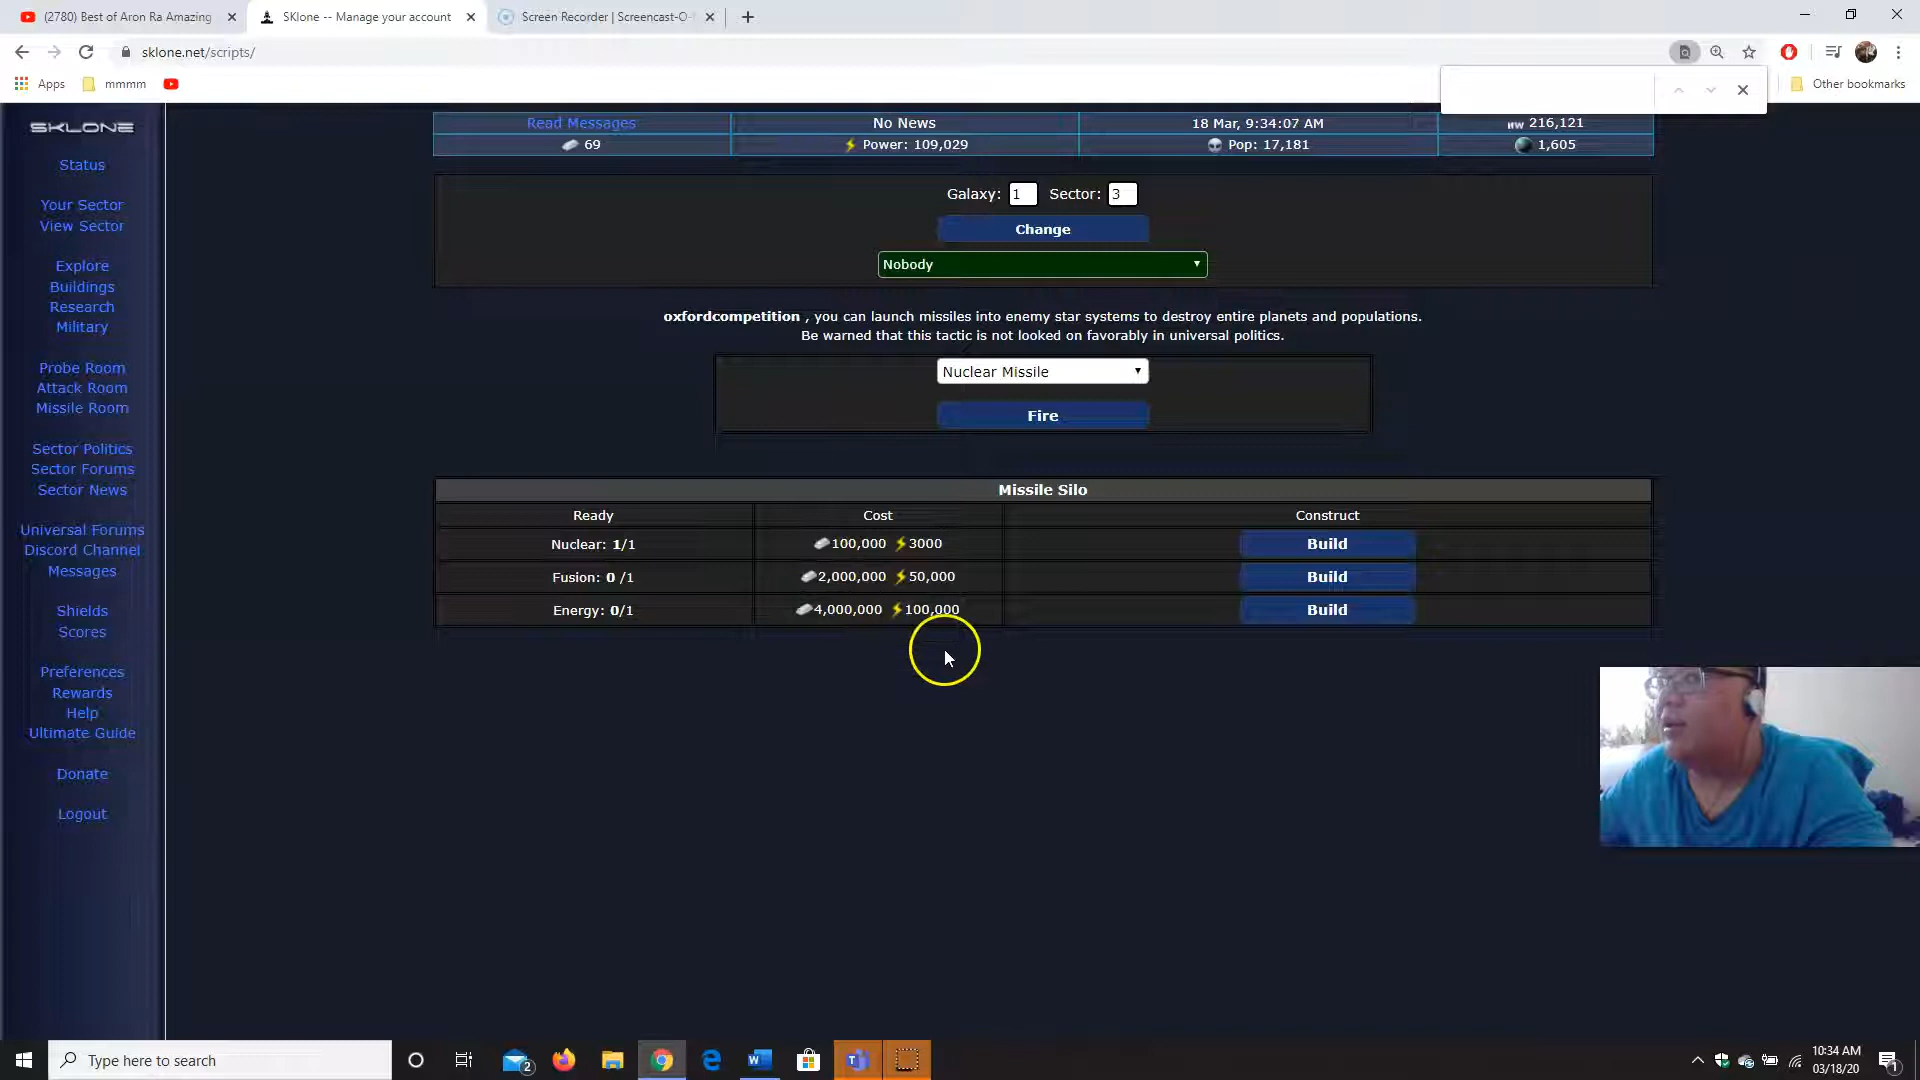 (2780) Best of Aron Ra Amazing
SKlone -- Manage your account
Screen Recorder | Screencast-O-
sklone.net/scripts/
Apps
mmmm
Other bookmarks
SKLONE
Status
Your Sector
View Sector
Explore
Buildings
Research
Military
Probe Room
Attack Room
Missile Room
Sector Politics
Sector Forums
Sector News
Universal Forums
Discord Channel
Messages
Shields
Scores
Preferences
Rewards
Help
Ultimate Guide
Donate
Logout
Read Messages No News 18 Mar, 9:34:07 AM NW 216,121
69 Power: 109,029 Pop: 17,181 1,605
Galaxy: 1 Sector: 3
Change
Nobody
oxfordcompetition , you can launch missiles into enemy star systems to destroy entire planets and populations.
Be warned that this tactic is not looked on favorably in universal politics.
Nuclear Missile
Fire
Missile Silo
Ready Cost Construct
Nuclear: 1/1 100,000 3000 Build
Fusion: 0 /1 2,000,000 50,000 Build
Energy: 0/1 4,000,000 100,000 Build
Type here to search
2
10:34 AM
03/18/20
1